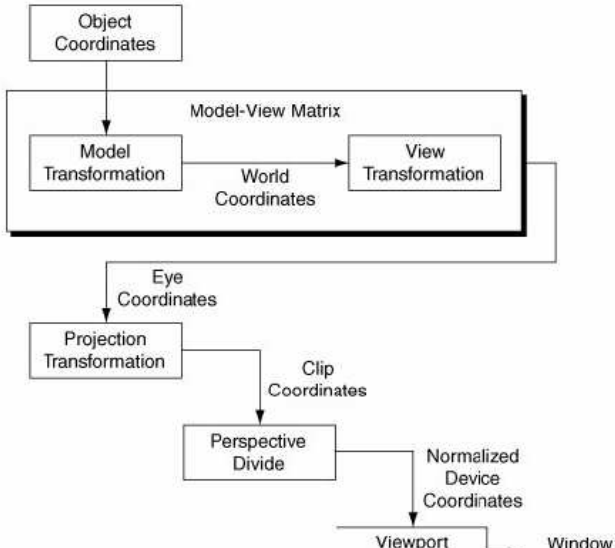 Object
Coordinates
Model-View Matrix
Model
Transformation
World
Coordinates
View
Transformation
Eye
Coordinates
Projection
Transformation
Clip
Coordinates
Perspective
Divide
Normalized
Device
Coordinates
Viewport
Window